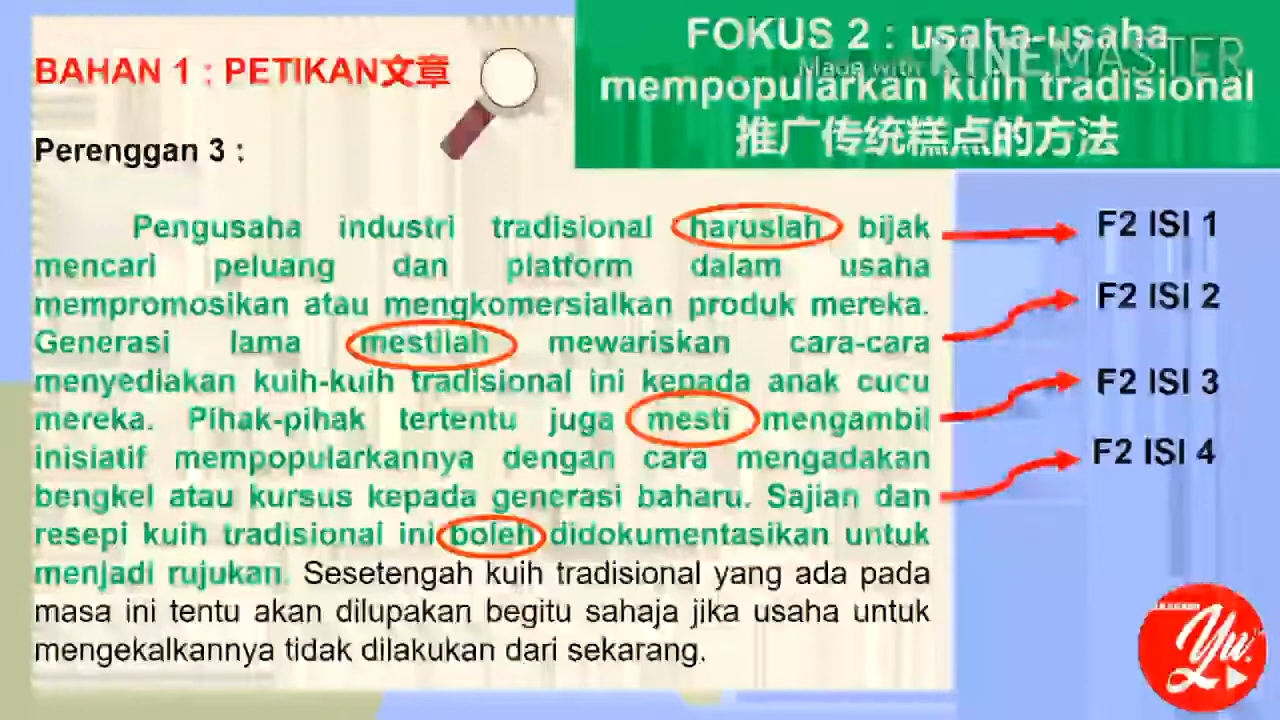 FOKUS 2 : usaha-usaha
mempopularkan kuih tradisional
推广传统糕点的方法
Made with KINEMASTER
BAHAN 1 : PETIKAN文章
Perenggan 3 :
Pengusaha industri tradisional haruslah bijak
mencari peluang dan platform dalam usaha
mempromosikan atau mengkomersialkan produk mereka.
Generasi lama mestilah mewariskan cara-cara
menyediakan kuih-kuih tradisional ini kepada anak cucu
mereka. Pihak-pihak tertentu juga mesti mengambil
inisiatif mempopularkannya dengan cara mengadakan
bengkel atau kursus kepada generasi baharu. Sajian dan
resepi kuih tradisional ini boleh didokumentasikan untuk
menjadi rujukan. Sesetengah kuih tradisional yang ada pada
masa ini tentu akan dilupakan begitu sahaja jika usaha untuk
mengekalkannya tidak dilakukan dari sekarang.
F2 ISI 1
F2 ISI 2
F2 ISI 3
F2 ISI 4
Yu